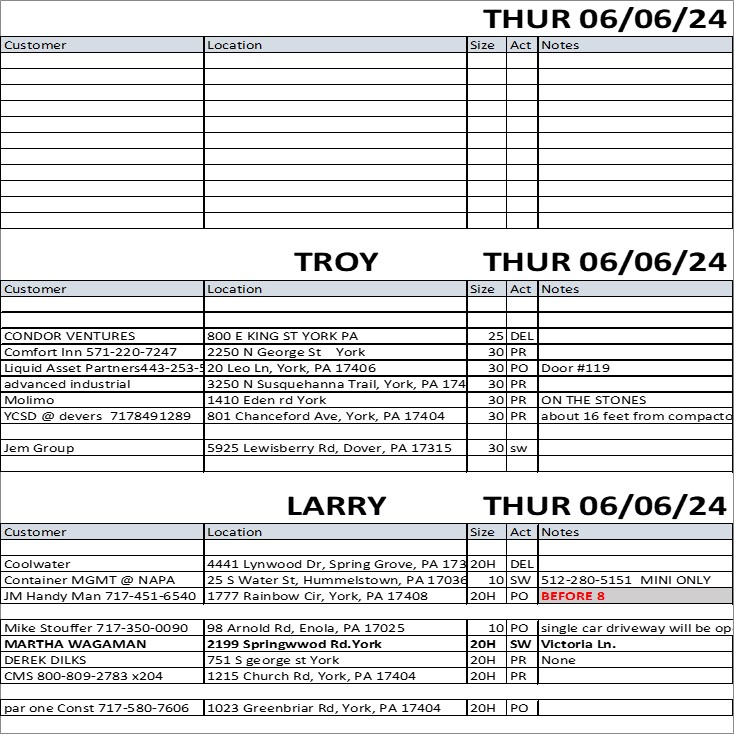 THUR 06/06/24
Customer Location Size Act Notes
TROY THUR 06/06/24
Customer Location Size Act Notes
CONDOR VENTURES 800 E KING ST YORK PA 25 DEL
Comfort Inn 571-220-7247 2250 N George St York 30 PR
Liquid Asset Partners443-253-5 20 Leo Ln, York, PA 17406 30 PO Door #119
advanced industrial 3250 N Susquehanna Trail, York, PA 174 30 PR
Molimo 1410 Eden rd York 30 PR ON THE STONES
YCSD @ devers 7178491289 801 Chanceford Ave, York, PA 17404 30 PR about 16 feet from compacto
Jem Group 5925 Lewisberry Rd, Dover, PA 17315 30 sw
LARRY THUR 06/06/24
Customer Location Size Act Notes
Coolwater 4441 Lynwood Dr, Spring Grove, PA 173 20H DEL
Container MGMT @ NAPA 25 S Water St, Hummelstown, PA 17036 10 SW 512-280-5151 MINI ONLY
JM Handy Man 717-451-6540 1777 Rainbow Cir, York, PA 17408 20H PO BEFORE 8
Mike Stouffer 717-350-0090 98 Arnold Rd, Enola, PA 17025 10 PO single car driveway will be op
MARTHA WAGAMAN 2199 Springwwod Rd.York 20H SW Victoria Ln.
DEREK DILKS 751 S george st York 20H PR None
CMS 800-809-2783 x204 1215 Church Rd, York, PA 17404 20H PR
par one Const 717-580-7606 1023 Greenbriar Rd, York, PA 17404 20H PO